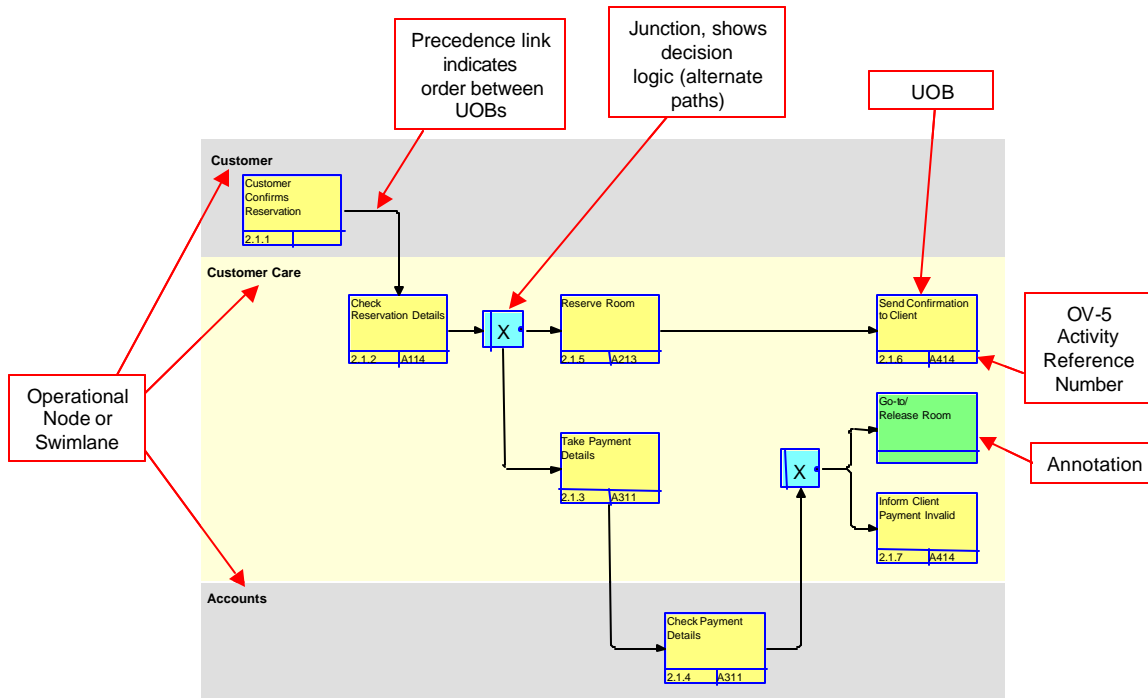 Precedence link
indicates
order between
UOBs
Junction, shows
decision
logic (alternate
paths)
UOB
Customer
Customer
Confirms
Reservation
2.1.1
Customer Care
Check
Reservation Details
2.1.2 A114
X
Reserve Room
2.1.5 A213
Send Confirmation
to Client
2.1.6 A414
OV-5
Activity
Reference
Number
Operational
Node or
Swimlane
Go-to/
Release Room
Take Payment
Details
2.1.3 A311
X
Annotation
Inform Client
Payment Invalid
2.1.7 A414
Accounts
Check Payment
Details
2.1.4 A311